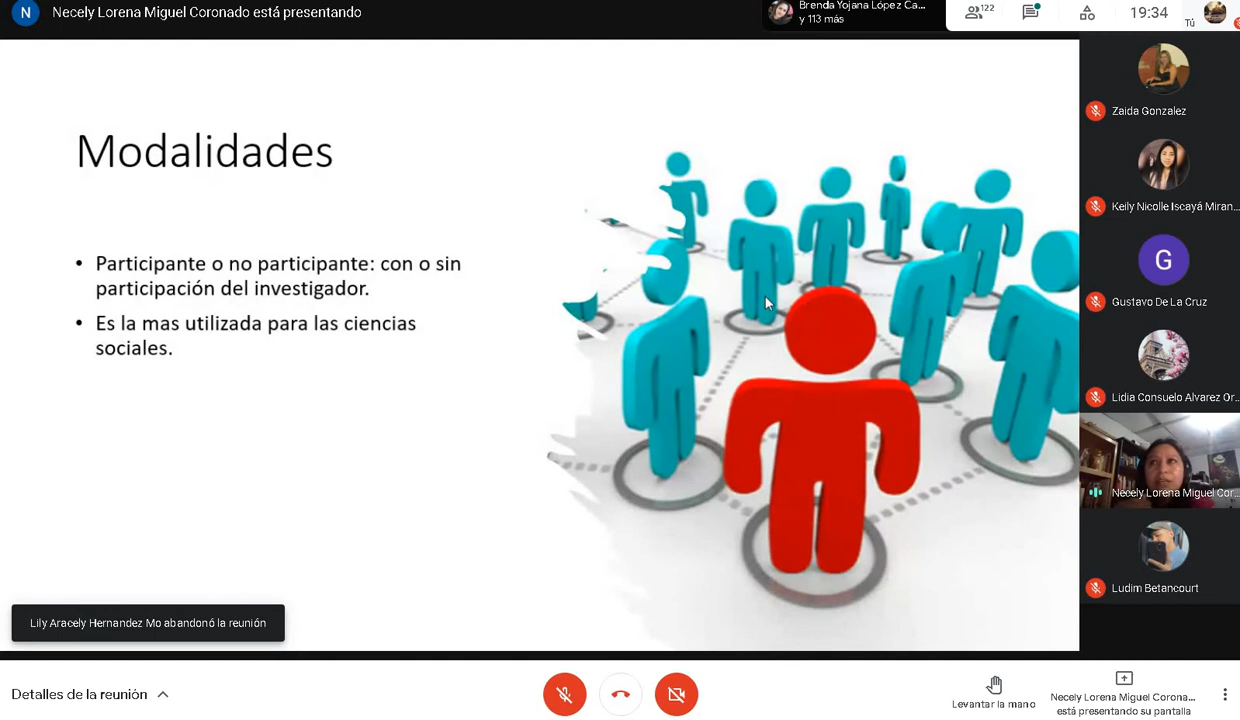 N
Necely Lorena Miguel Coronado está presentando
Brenda Yojana López Ca...
y 113 más
122
19:34
Tú
Modalidades
• Participante o no participante: con o sin
participación del investigador.
• Es la mas utilizada para las ciencias
sociales.
Zaida Gonzalez
Keily Nicolle Iscayá Miran...
G
Gustavo De La Cruz
Lidia Consuelo Alvarez Or...
Necely Lorena Miguel Cor...
Ludim Betancourt
Lily Aracely Hernandez Mo abandonó la reunión
Detalles de la reunión
Levantar la mano
Necely Lorena Miguel Corona...
está presentando su pantalla